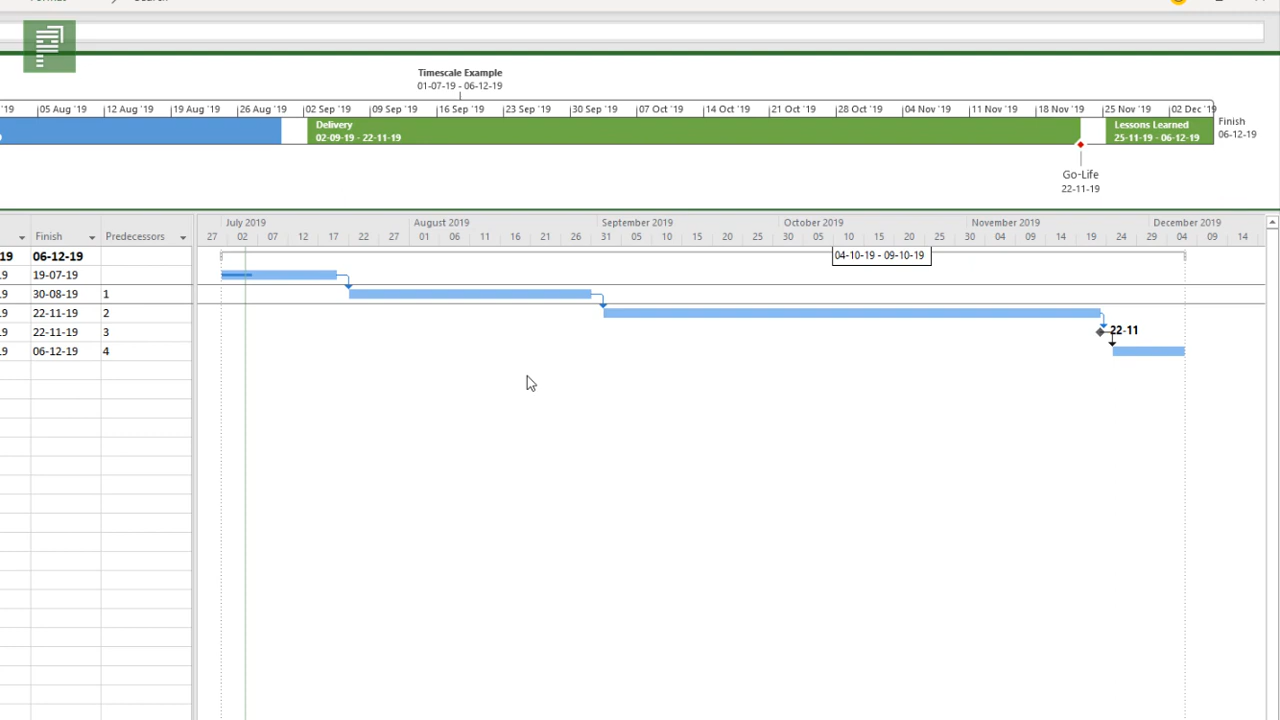 Timescale Example
01-07-19 - 06-12-19
'19 05 Aug '19 12 Aug '19 19 Aug '19 26 Aug '19 02 Sep '19 09 Sep '19 16 Sep '19 23 Sep '19 30 Sep '19 07 Oct '19 14 Oct '19 21 Oct '19 28 Oct '19 04 Nov '19 11 Nov '19 18 Nov '19 25 Nov '19 02 Dec '19
Delivery
02-09-19 - 22-11-19
Lessons Learned
25-11-19 - 06-12-19
Finish
06-12-19
Go-Life
22-11-19
July 2019 August 2019 September 2019 October 2019 November 2019 December 2019
Finish Predecessors
27 02 07 12 17 22 27 01 06 11 16 21 26 31 05 10 15 20 25 30 05 10 15 20 25 30 04 09 14 19 24 29 04 09 14
19 06-12-19
04-10-19 - 09-10-19
9 19-07-19
9 30-08-19 1
9 22-11-19 2
9 22-11-19 3
22-11
9 06-12-19 4